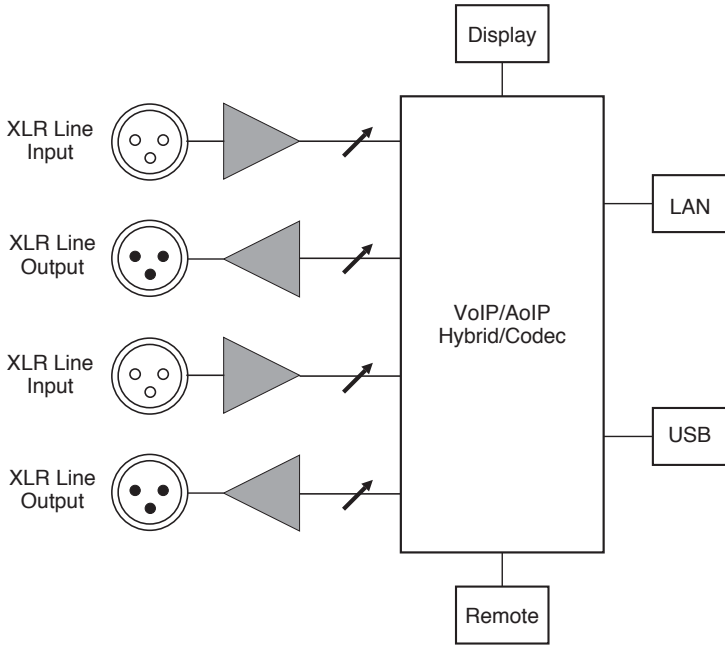 Display
XLR Line
Input
LAN
XLR Line
Output
VoIP/AoIP
Hybrid/Codec
XLR Line
Input
USB
XLR Line
Output
Remote